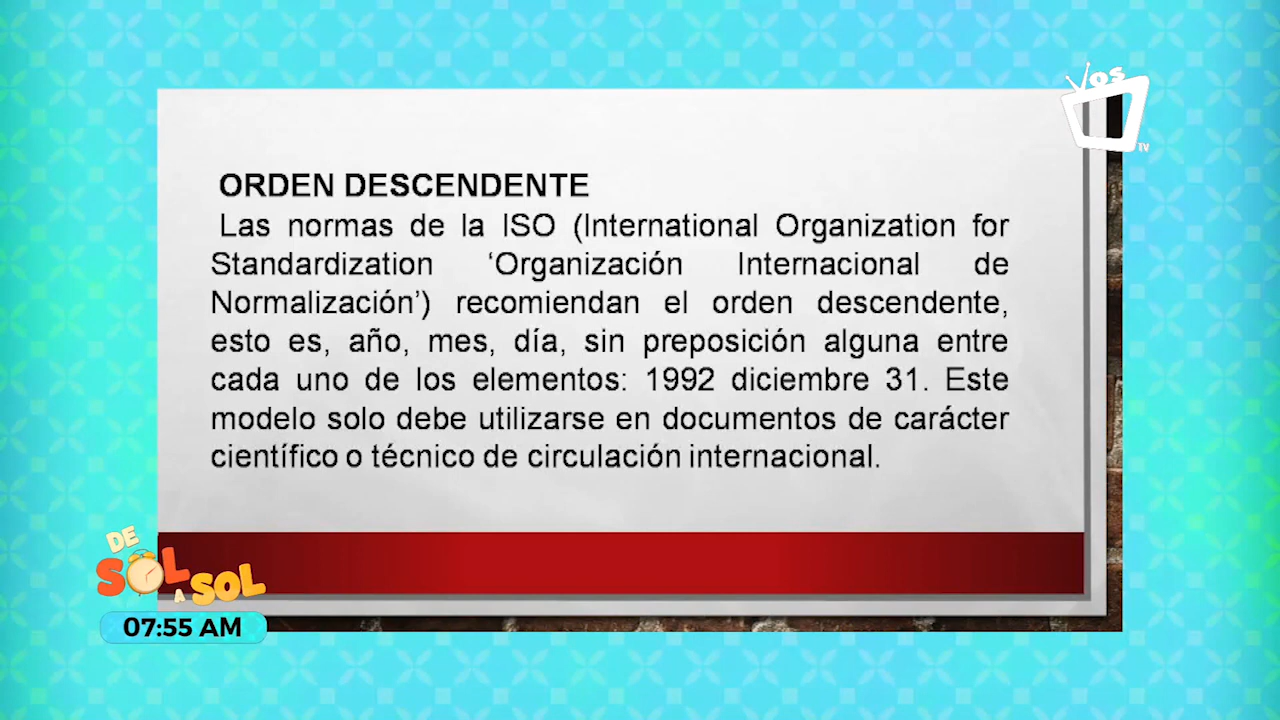 VOS
TV
ORDEN DESCENDENTE
Las normas de la ISO (International Organization for
Standardization ‘Organización Internacional de
Normalización’) recomiendan el orden descendente,
esto es, año, mes, día, sin preposición alguna entre
cada uno de los elementos: 1992 diciembre 31. Este
modelo solo debe utilizarse en documentos de carácter
científico o técnico de circulación internacional.
DE
SOL
A SOL
07:55 AM